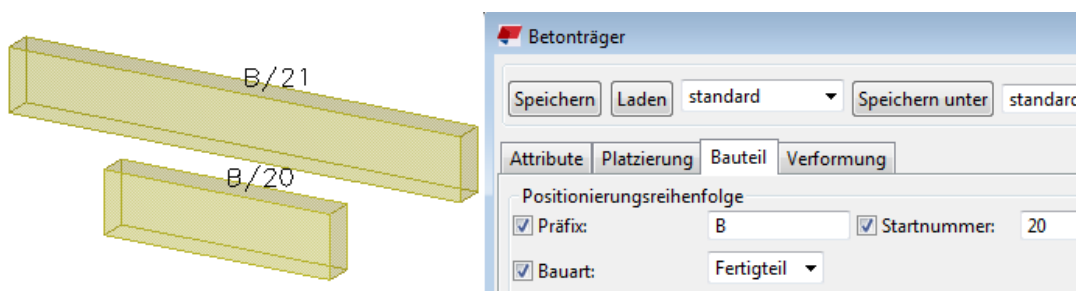 B/21
B/20
Betonträger
Speichern Laden standard Speichern unter standard
Attribute Platzierung Bauteil Verformung
Positionierungsreihenfolge
Präfix: B Startnummer: 20
Bauart: Fertigteil